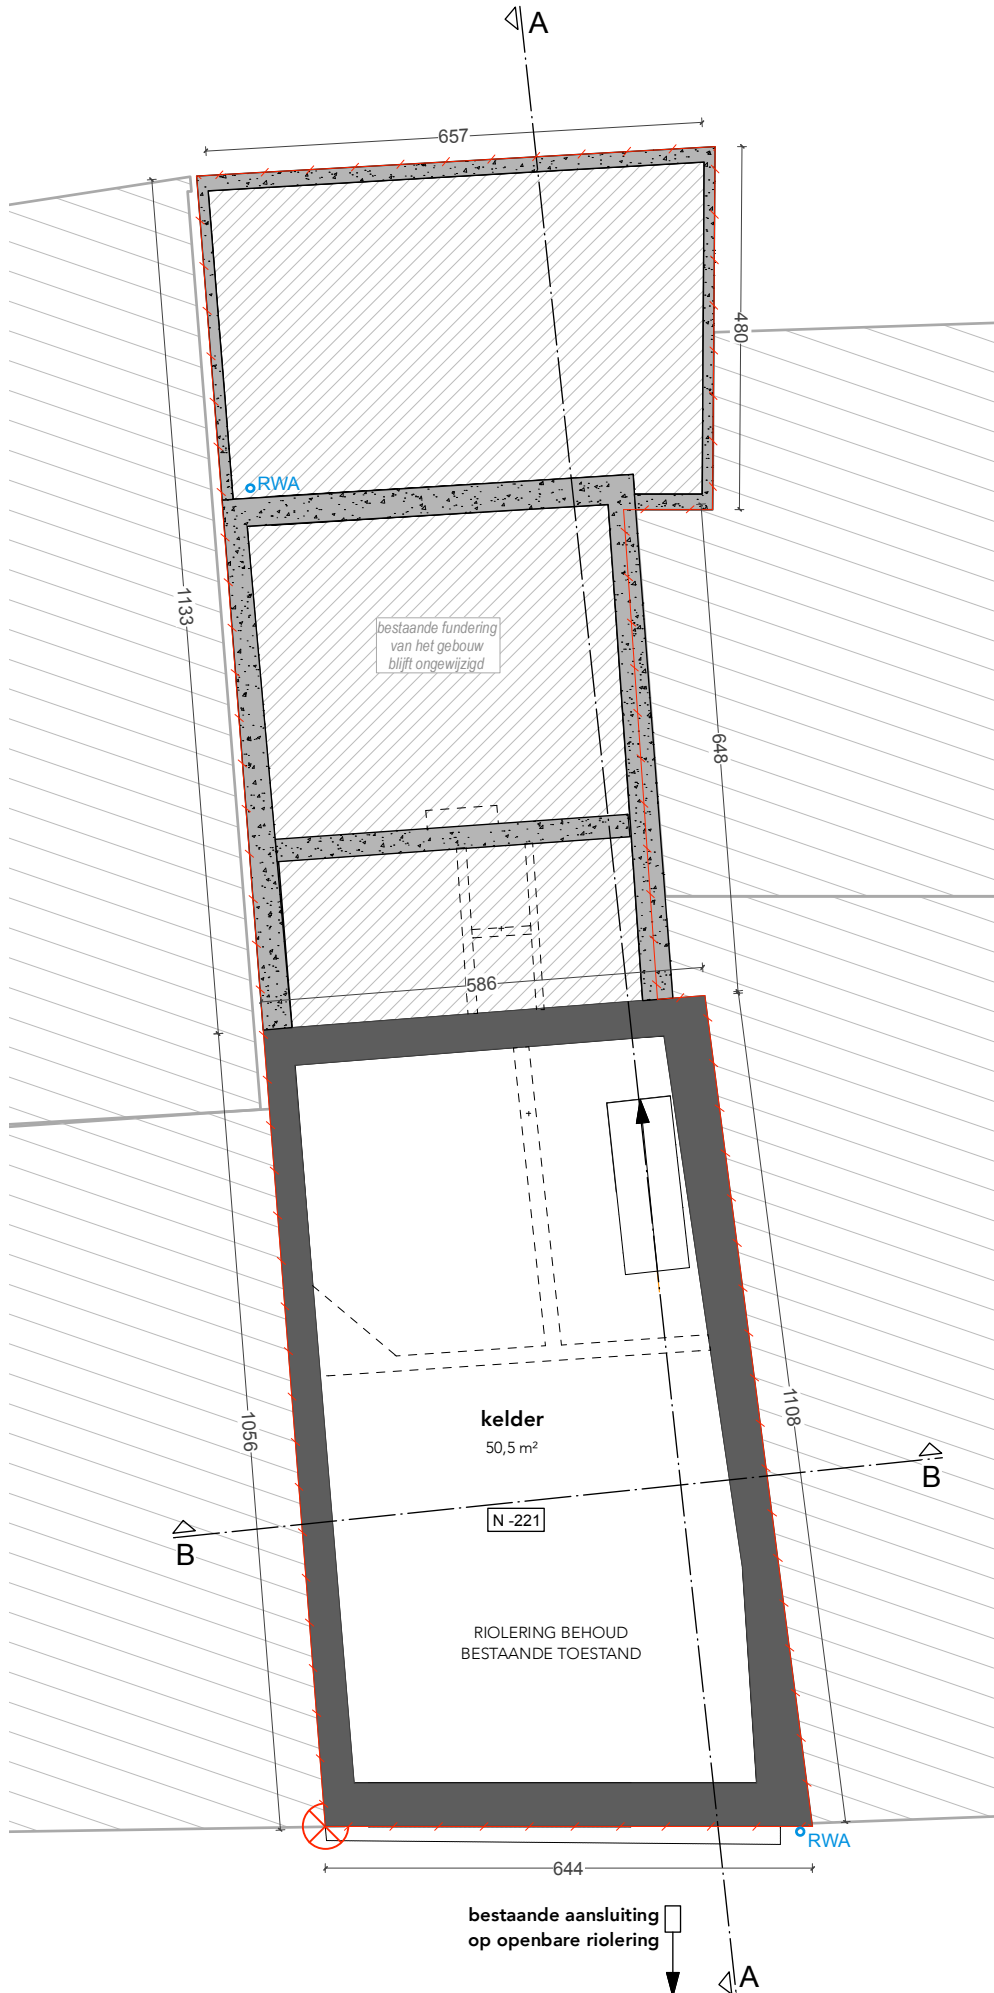 A
657
480
RWA
1133
bestaande fundering
van het gebouw
blijft ongewijzigd
648
586
1108
1056
kelder
50,5 m²
B
N -221
B
RIOLERING BEHOUD
BESTAANDE TOESTAND
RWA
644
bestaande aansluiting
op openbare riolering
A